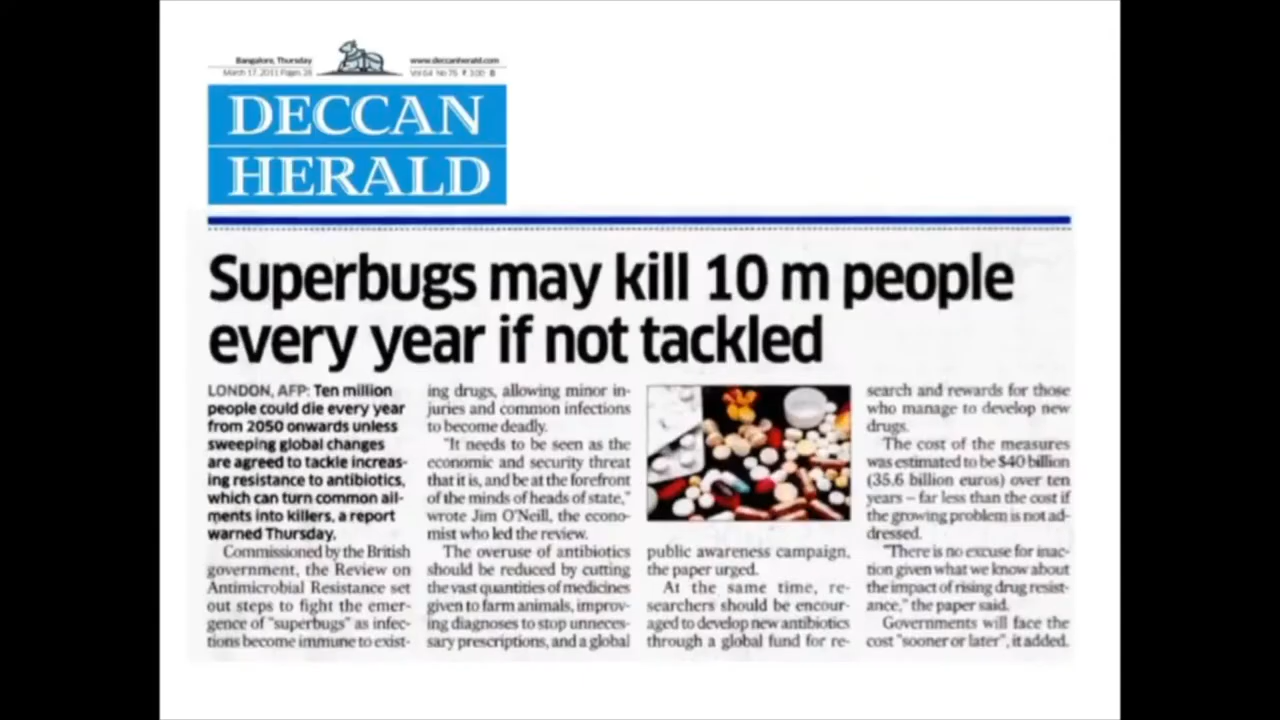 Bangalore, Thursday
March 17, 2011 Pages 28
www.deccanherald.com
Vol 64 No 75 ₹ 3.00
DECCAN
HERALD
Superbugs may kill 10 m people
every year if not tackled
LONDON, AFP: Ten million
people could die every year
from 2050 onwards unless
sweeping global changes
are agreed to tackle increas-
ing resistance to antibiotics,
which can turn common ail-
ments into killers, a report
warned Thursday.
Commissioned by the British
government, the Review on
Antimicrobial Resistance set
out steps to fight the emer-
gence of "superbugs" as infec-
tions become immune to exist-
ing drugs, allowing minor in-
juries and common infections
to become deadly.
"It needs to be seen as the
economic and security threat
that it is, and be at the forefront
of the minds of heads of state,"
wrote Jim O'Neill, the econo-
mist who led the review.
The overuse of antibiotics
should be reduced by cutting
the vast quantities of medicines
given to farm animals, improv-
ing diagnoses to stop unneces-
sary prescriptions, and a global
public awareness campaign,
the paper urged.
At the same time, re-
searchers should be encour-
aged to develop new antibiotics
through a global fund for re-
search and rewards for those
who manage to develop new
drugs.
The cost of the measures
was estimated to be $40 billion
(35.6 billion euros) over ten
years – far less than the cost if
the growing problem is not ad-
dressed.
"There is no excuse for inac-
tion given what we know about
the impact of rising drug resist-
ance," the paper said.
Governments will face the
cost "sooner or later", it added.